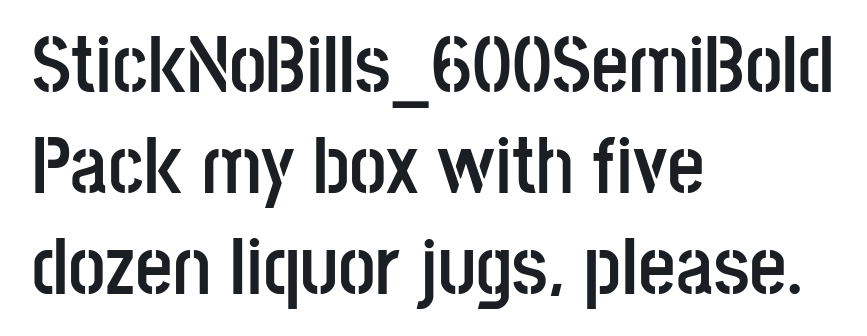 StickNoBills_600SemiBold
Pack my box with five
dozen liquor jugs, please.